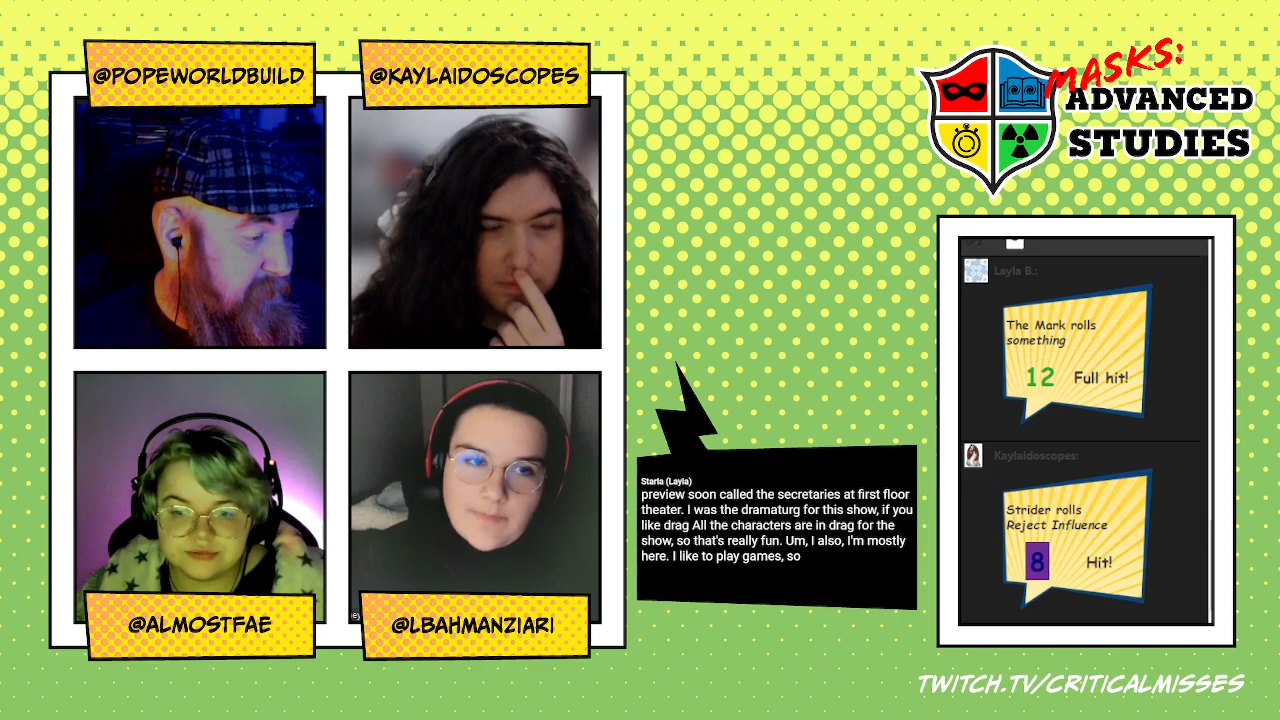 @POPEWORLDBUILD
@KAYLAIDOSCOPES
@ALMOSTFAE
@LBAHMANZIARI
Starla (Layla)
preview soon called the secretaries at first floor
theater. I was the dramaturg for this show, if you
like drag All the characters are in drag for the
show, so that's really fun. Um, I also, I'm mostly
here. I like to play games, so
MASKS:
ADVANCED
STUDIES
Layla B.:
The Mark rolls
something
12 Full hit!
Kaylaidoscopes:
Strider rolls
Reject Influence
8 Hit!
TWITCH.TV/CRITICALMISSES